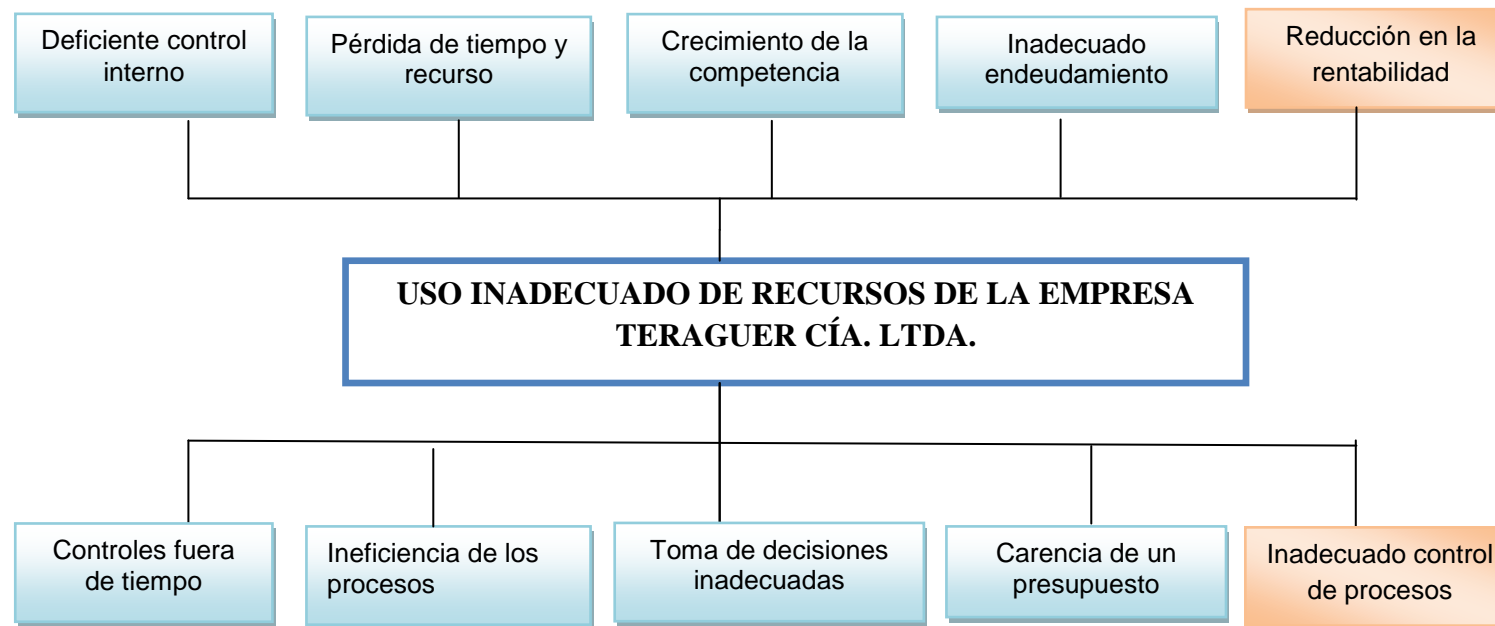 Deficiente control
interno
Pérdida de tiempo y
recurso
Crecimiento de la
competencia
Inadecuado
endeudamiento
Reducción en la
rentabilidad
USO INADECUADO DE RECURSOS DE LA EMPRESA
TERAGUER CÍA. LTDA.
Controles fuera
de tiempo
Ineficiencia de los
procesos
Toma de decisiones
inadecuadas
Carencia de un
presupuesto
Inadecuado control
de procesos